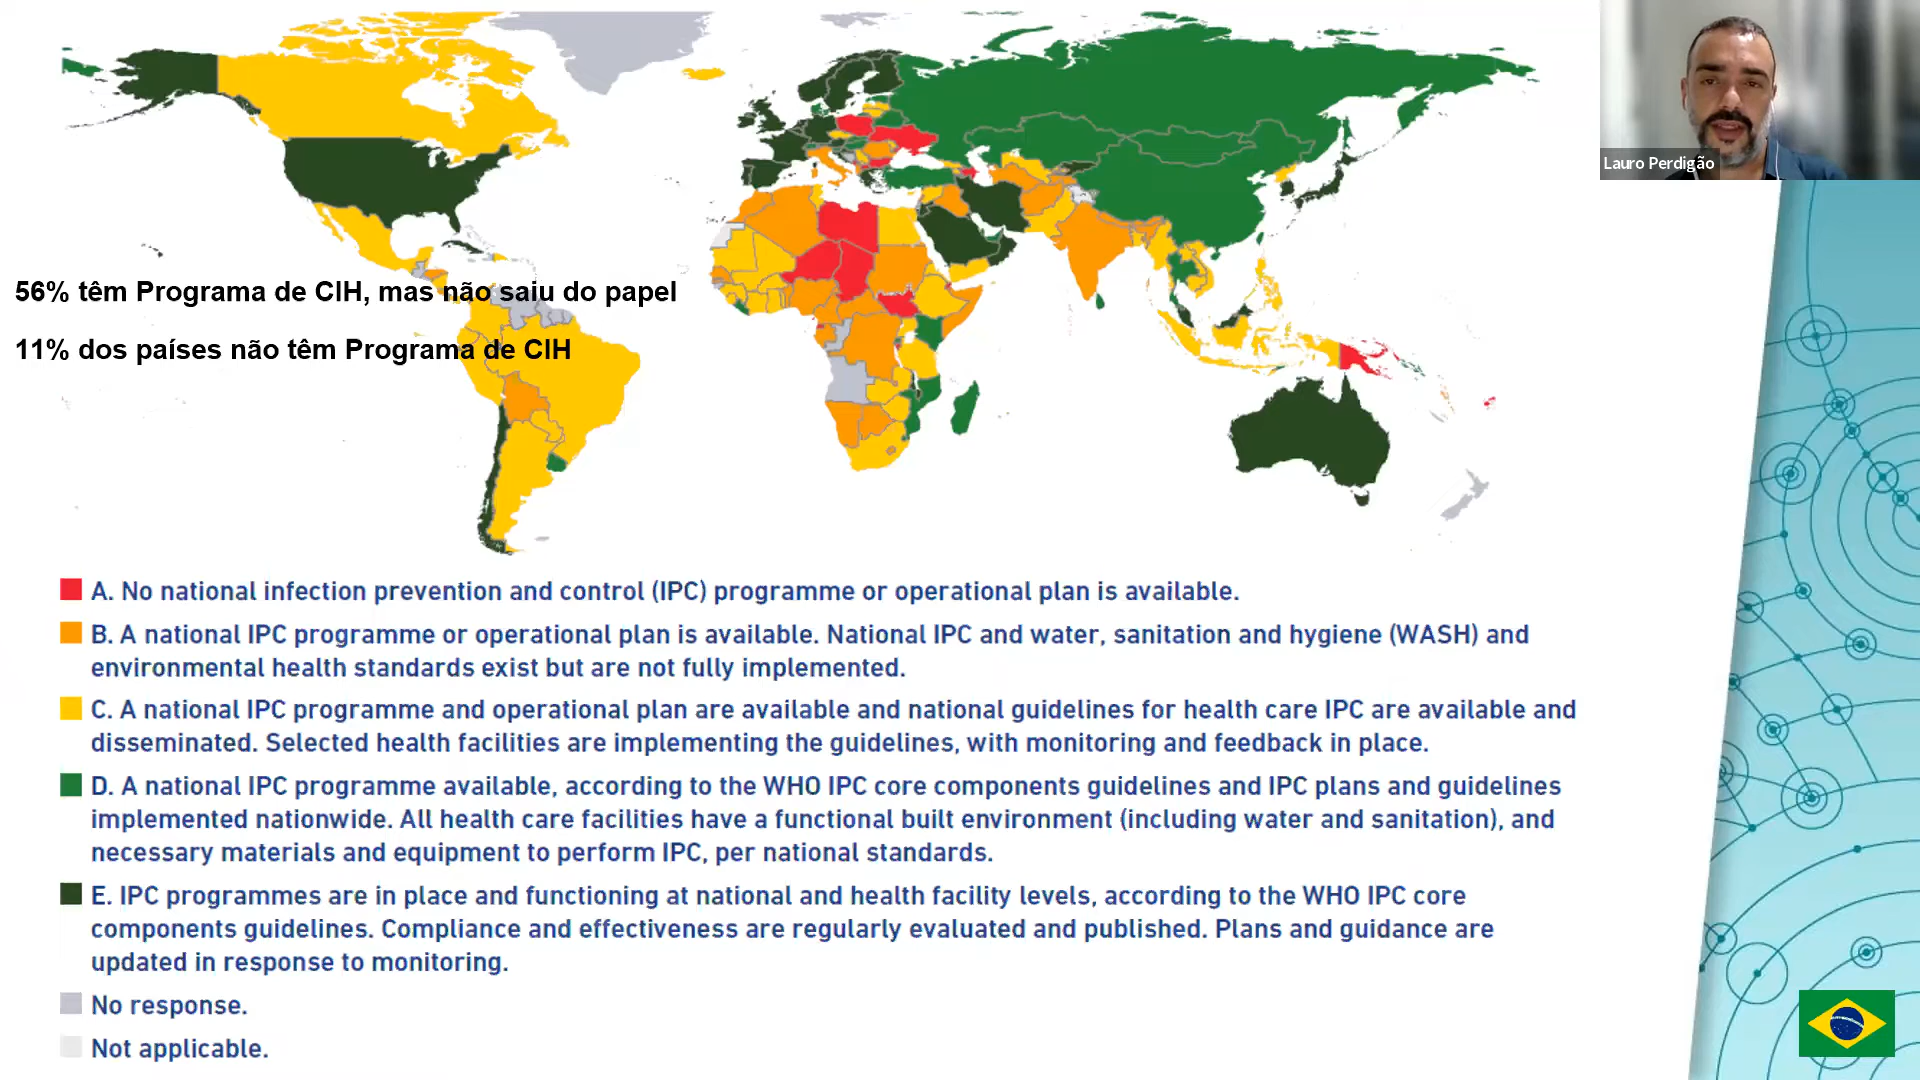 Lauro Perdigão
56% têm Programa de CIH, mas não saiu do papel
11% dos países não têm Programa de CIH
A. No national infection prevention and control (IPC) programme or operational plan is available.
B. A national IPC programme or operational plan is available. National IPC and water, sanitation and hygiene (WASH) and
environmental health standards exist but are not fully implemented.
C. A national IPC programme and operational plan are available and national guidelines for health care IPC are available and
disseminated. Selected health facilities are implementing the guidelines, with monitoring and feedback in place.
D. A national IPC programme available, according to the WHO IPC core components guidelines and IPC plans and guidelines
implemented nationwide. All health care facilities have a functional built environment (including water and sanitation), and
necessary materials and equipment to perform IPC, per national standards.
E. IPC programmes are in place and functioning at national and health facility levels, according to the WHO IPC core
components guidelines. Compliance and effectiveness are regularly evaluated and published. Plans and guidance are
updated in response to monitoring.
No response.
Not applicable.